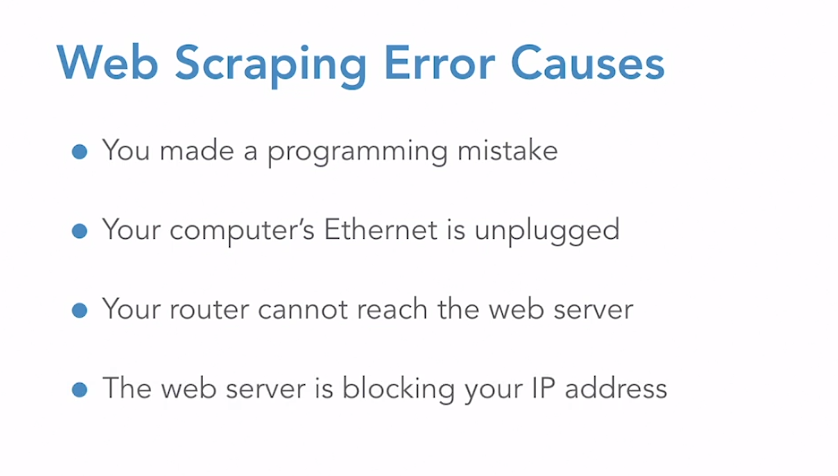 Web Scraping Error Causes
You made a programming mistake
Your computer’s Ethernet is unplugged
Your router cannot reach the web server
The web server is blocking your IP address